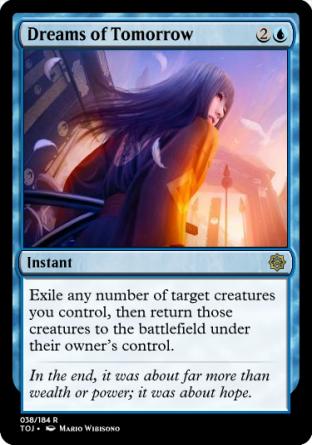 Dreams of Tomorrow 2
Instant
Exile any number of target creatures
you control, then return those
creatures to the battlefield under
their owner's control.
In the end, it was about far more than
wealth or power; it was about hope.
038/184 R
TOJ • Mario Wibisono